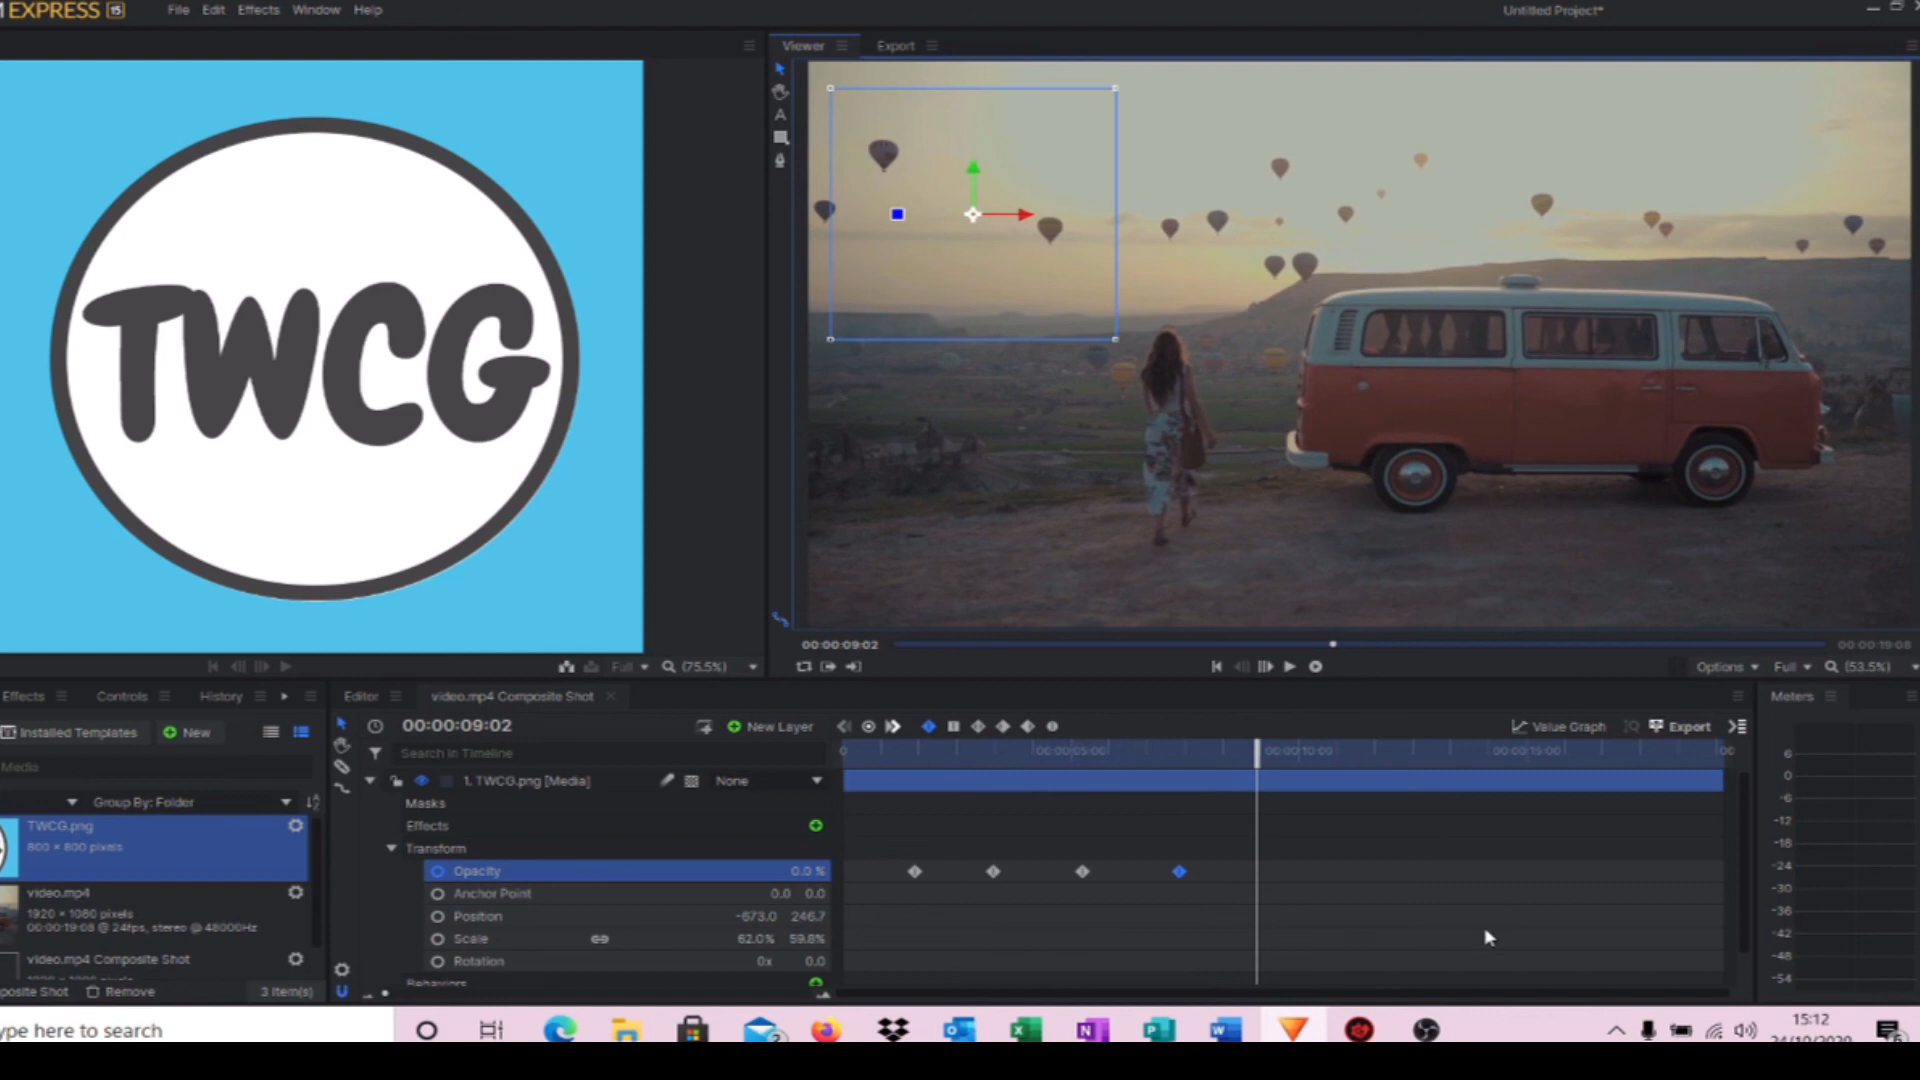 EXPRESS 15
File Edit Effects Window Help
Untitled Project*
Viewer
Export
TWCG
00:00:09:02
00:00:19:08
Full
(75.5%)
Options
Full
(53.5%)
Effects
Controls
History
Editor
video.mp4 Composite Shot
Meters
Installed Templates
New
00:00:09:02
New Layer
Value Graph
Export
Media
Search in Timeline
0
00:00:05:00
00:00:10:00
00:00:15:00
00
Group By: Folder
1. TWCG.png [Media]
None
Masks
Effects
Transform
Opacity 0.0 %
Anchor Point 0.0 0.0
Position -673.0 246.7
Scale 62.0% 59.8%
Rotation 0x 0.0
Behaviors
TWCG.png
800 × 800 pixels
video.mp4
1920 × 1080 pixels
00:00:19:08 @ 24fps, stereo @ 48000Hz
video.mp4 Composite Shot
posite Shot
Remove
3 item(s)
6
0
-6
-12
-18
-24
-30
-36
-42
-48
-54
ype here to search
15:12
24/10/2020